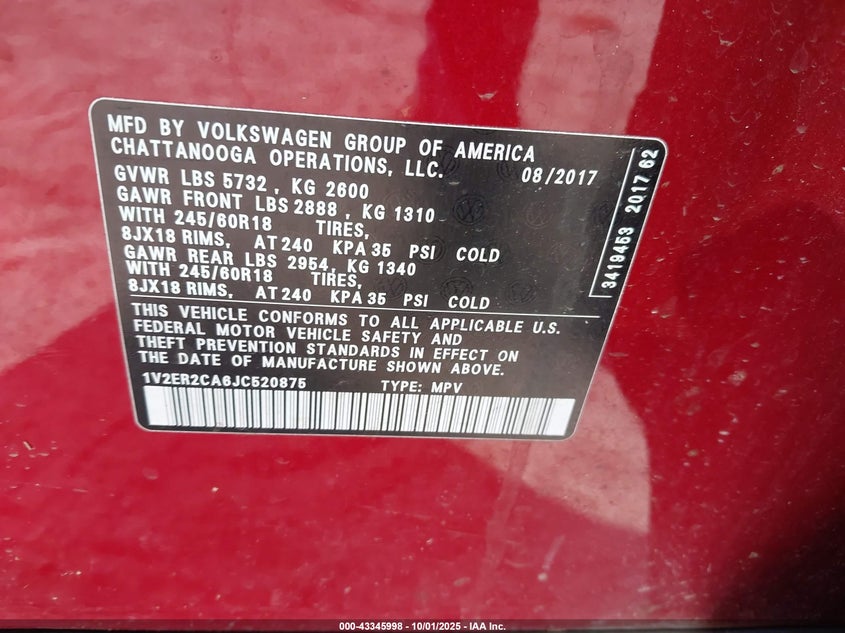 MFD BY VOLKSWAGEN GROUP OF AMERICA
CHATTANOOGA OPERATIONS, LLC. 08/2017
GVWR LBS 5732 , KG 2600
GAWR FRONT LBS 2888 , KG 1310
WITH 245/60R18 TIRES,
8JX18 RIMS, AT 240 KPA 35 PSI COLD
GAWR REAR LBS 2954, KG 1340
WITH 245/60R18 TIRES,
8JX18 RIMS, AT 240 KPA 35 PSI COLD
THIS VEHICLE CONFORMS TO ALL APPLICABLE U.S.
FEDERAL MOTOR VEHICLE SAFETY AND
THEFT PREVENTION STANDARDS IN EFFECT ON
THE DATE OF MANUFACTURE SHOWN ABOVE.
1V2ER2CA6JC520875 TYPE: MPV
3419463 2017 62
000-43345998 - 10/01/2025 - IAA Inc.